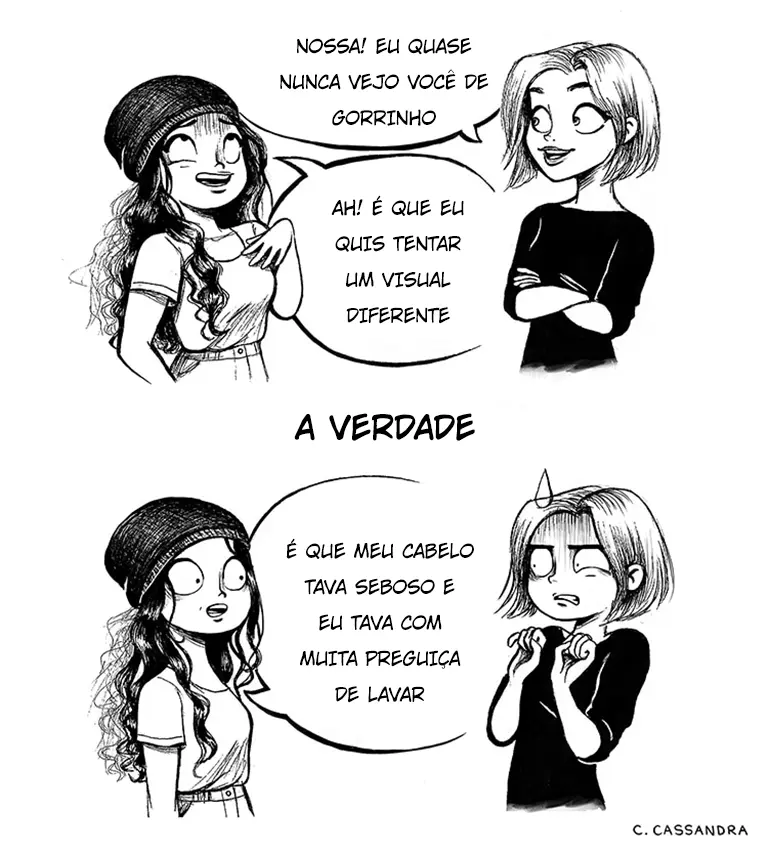 NOSSA! EU QUASE
NUNCA VEJO VOCÊ DE
GORRINHO
AH! É QUE EU
QUIS TENTAR
UM VISUAL
DIFERENTE
A VERDADE
É QUE MEU CABELO
TAVA SEBOSO E
EU TAVA COM
MUITA PREGUIÇA
DE LAVAR
C. CASSANDRA